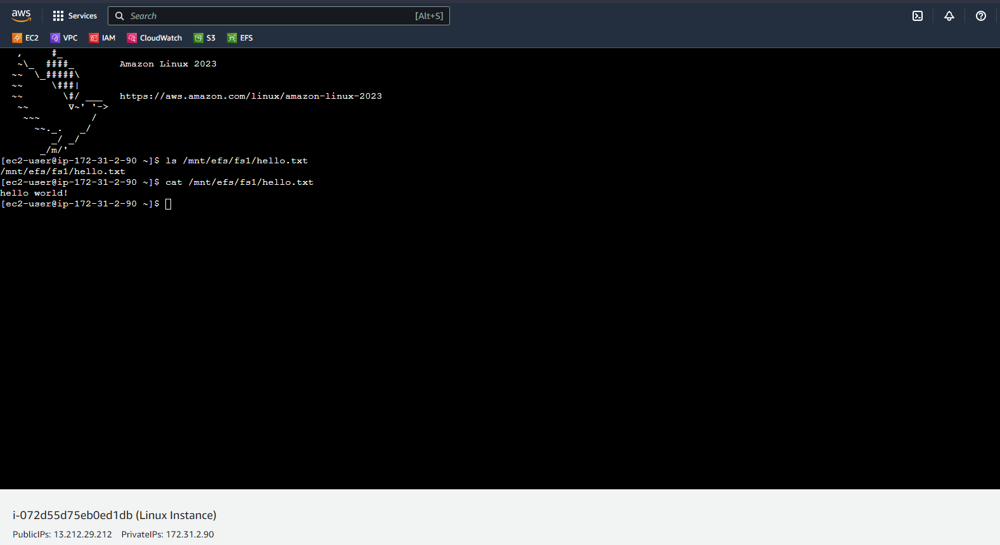 aws Services Search [Alt+S]
EC2 VPC IAM CloudWatch S3 EFS
   ,     #_
   ~\_  ####_        Amazon Linux 2023
  ~~  \_#####\
  ~~     \###|
  ~~       \#/ ___   https://aws.amazon.com/linux/amazon-linux-2023
   ~~       V~' '->
    ~~~         /
      ~~._.   _/
         _/ _/
       _/m/'
[ec2-user@ip-172-31-2-90 ~]$ ls /mnt/efs/fs1/hello.txt
/mnt/efs/fs1/hello.txt
[ec2-user@ip-172-31-2-90 ~]$ cat /mnt/efs/fs1/hello.txt
hello world!
[ec2-user@ip-172-31-2-90 ~]$
i-072d55d75eb0ed1db (Linux Instance)
PublicIPs: 13.212.29.212 PrivateIPs: 172.31.2.90